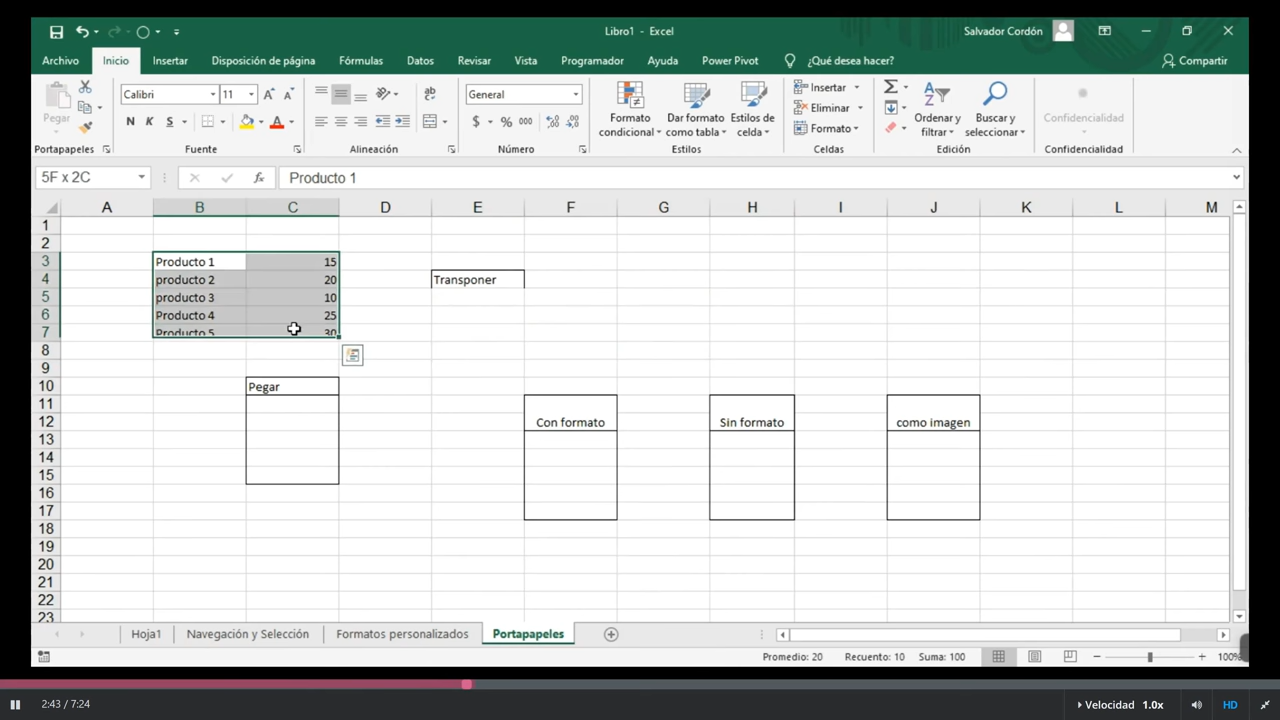 Libro1 - Excel
Salvador Cordón
Archivo Inicio Insertar Disposición de página Fórmulas Datos Revisar Vista Programador Ayuda Power Pivot ¿Qué desea hacer? Compartir
Pegar
Calibri 11
N K S
General
$ % 000
Formato condicional
Dar formato como tabla
Estilos de celda
Insertar
Eliminar
Formato
Ordenar y filtrar
Buscar y seleccionar
Confidencialidad
Portapapeles Fuente Alineación Número Estilos Celdas Edición Confidencialidad
5F x 2C fx Producto 1
A B C D E F G H I J K L M
1
2
3 Producto 1 15
4 producto 2 20 Transponer
5 producto 3 10
6 Producto 4 25
7 Producto 5 30
8
9
10 Pegar
11
12 Con formato Sin formato como imagen
13
14
15
16
17
18
19
20
21
22
23
Hoja1 Navegación y Selección Formatos personalizados Portapapeles
Promedio: 20 Recuento: 10 Suma: 100 100%
2:43 / 7:24 Velocidad 1.0x HD